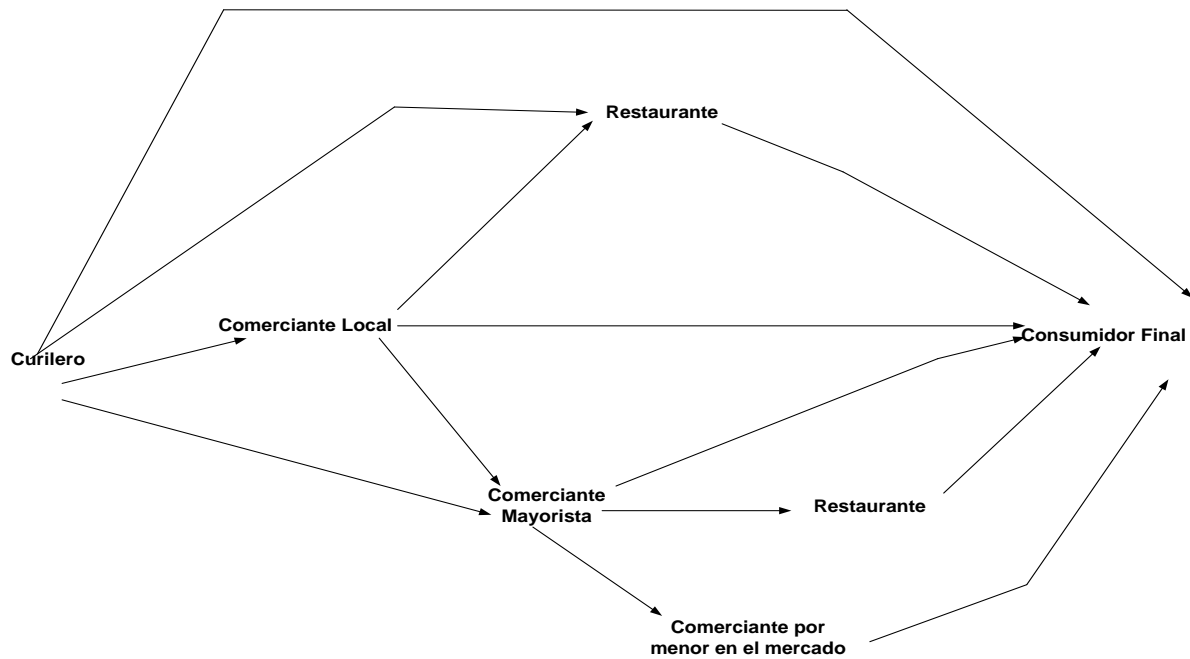 Restaurante
Comerciante Local
Consumidor Final
Curilero
Comerciante
Mayorista
Restaurante
Comerciante por
menor en el mercado